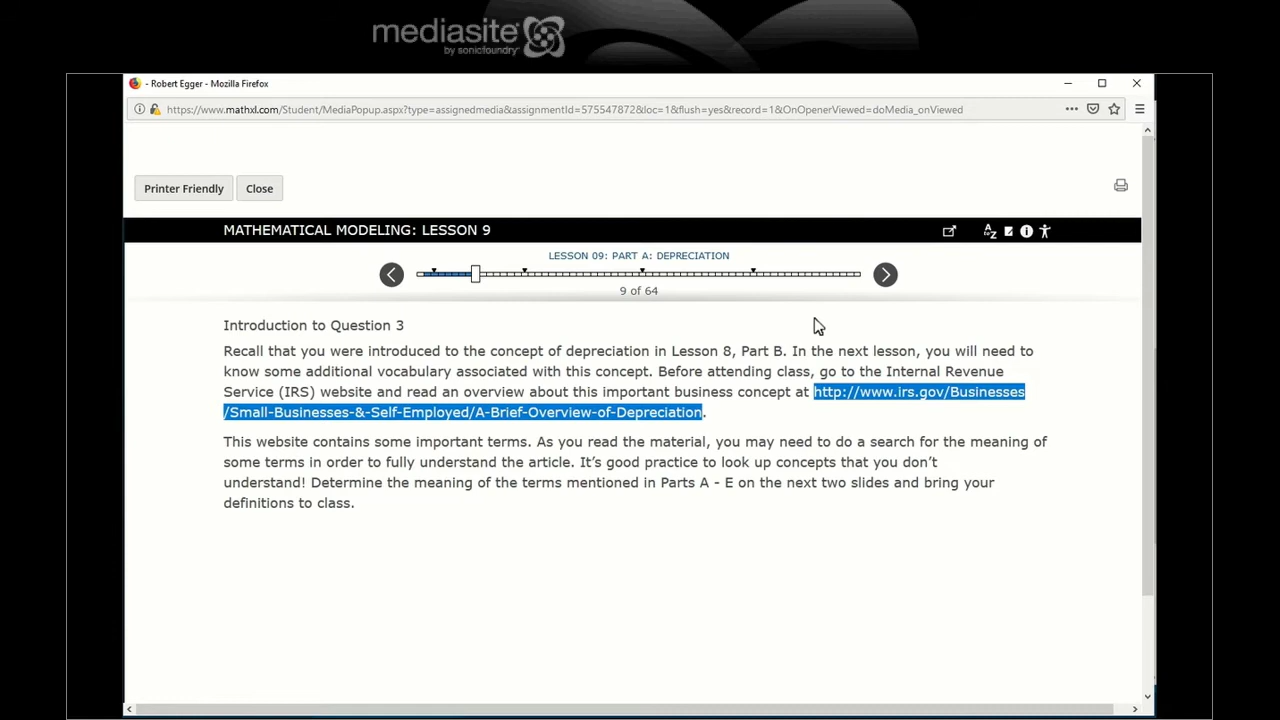 mediasite
by sonicfoundry
- Robert Egger - Mozilla Firefox
https://www.mathxl.com/Student/MediaPopup.aspx?type=assignedmedia&assignmentId=575547872&loc=1&flush=yes&record=1&OnOpenerViewed=doMedia_onViewed
Printer Friendly Close
MATHEMATICAL MODELING: LESSON 9
LESSON 09: PART A: DEPRECIATION
9 of 64
Introduction to Question 3
Recall that you were introduced to the concept of depreciation in Lesson 8, Part B. In the next lesson, you will need to
know some additional vocabulary associated with this concept. Before attending class, go to the Internal Revenue
Service (IRS) website and read an overview about this important business concept at http://www.irs.gov/Businesses
/Small-Businesses-&-Self-Employed/A-Brief-Overview-of-Depreciation.
This website contains some important terms. As you read the material, you may need to do a search for the meaning of
some terms in order to fully understand the article. It’s good practice to look up concepts that you don’t
understand! Determine the meaning of the terms mentioned in Parts A - E on the next two slides and bring your
definitions to class.